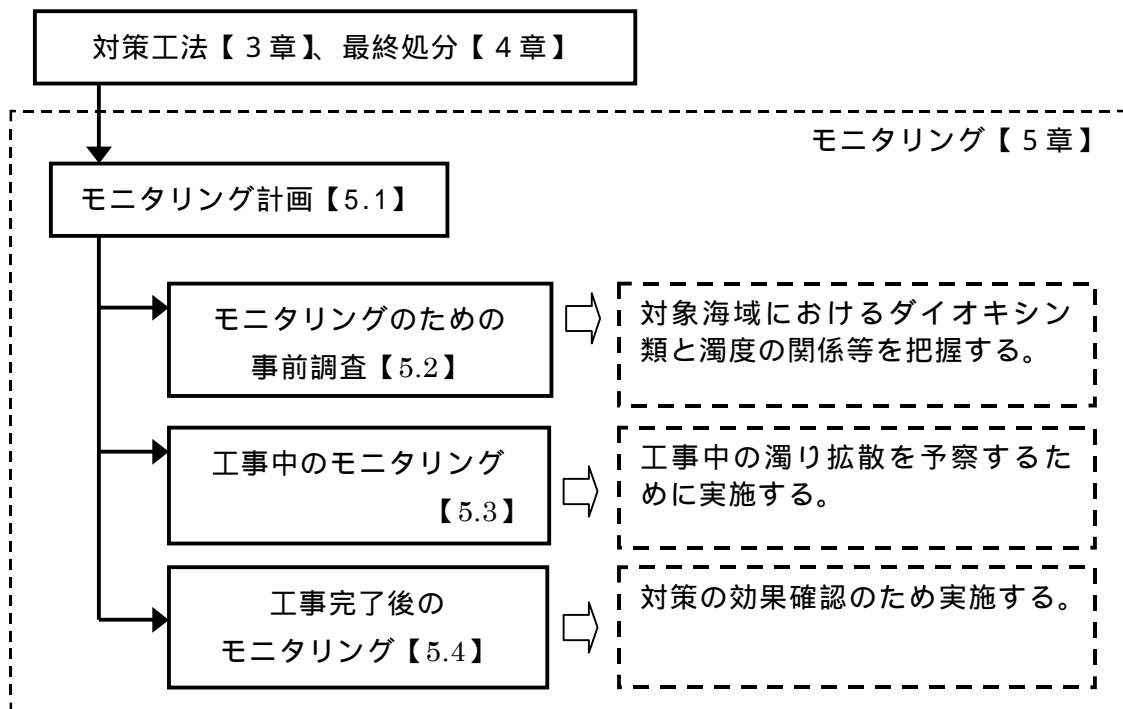 対策工法【3章】、最終処分【4章】
モニタリング【5章】
モニタリング計画【5.1】
モニタリングのための
事前調査【5.2】
対象海域におけるダイオキシン
類と濁度の関係等を把握する。
工事中のモニタリング
【5.3】
工事中の濁り拡散を予察するた
めに実施する。
工事完了後の
モニタリング【5.4】
対策の効果確認のため実施する。